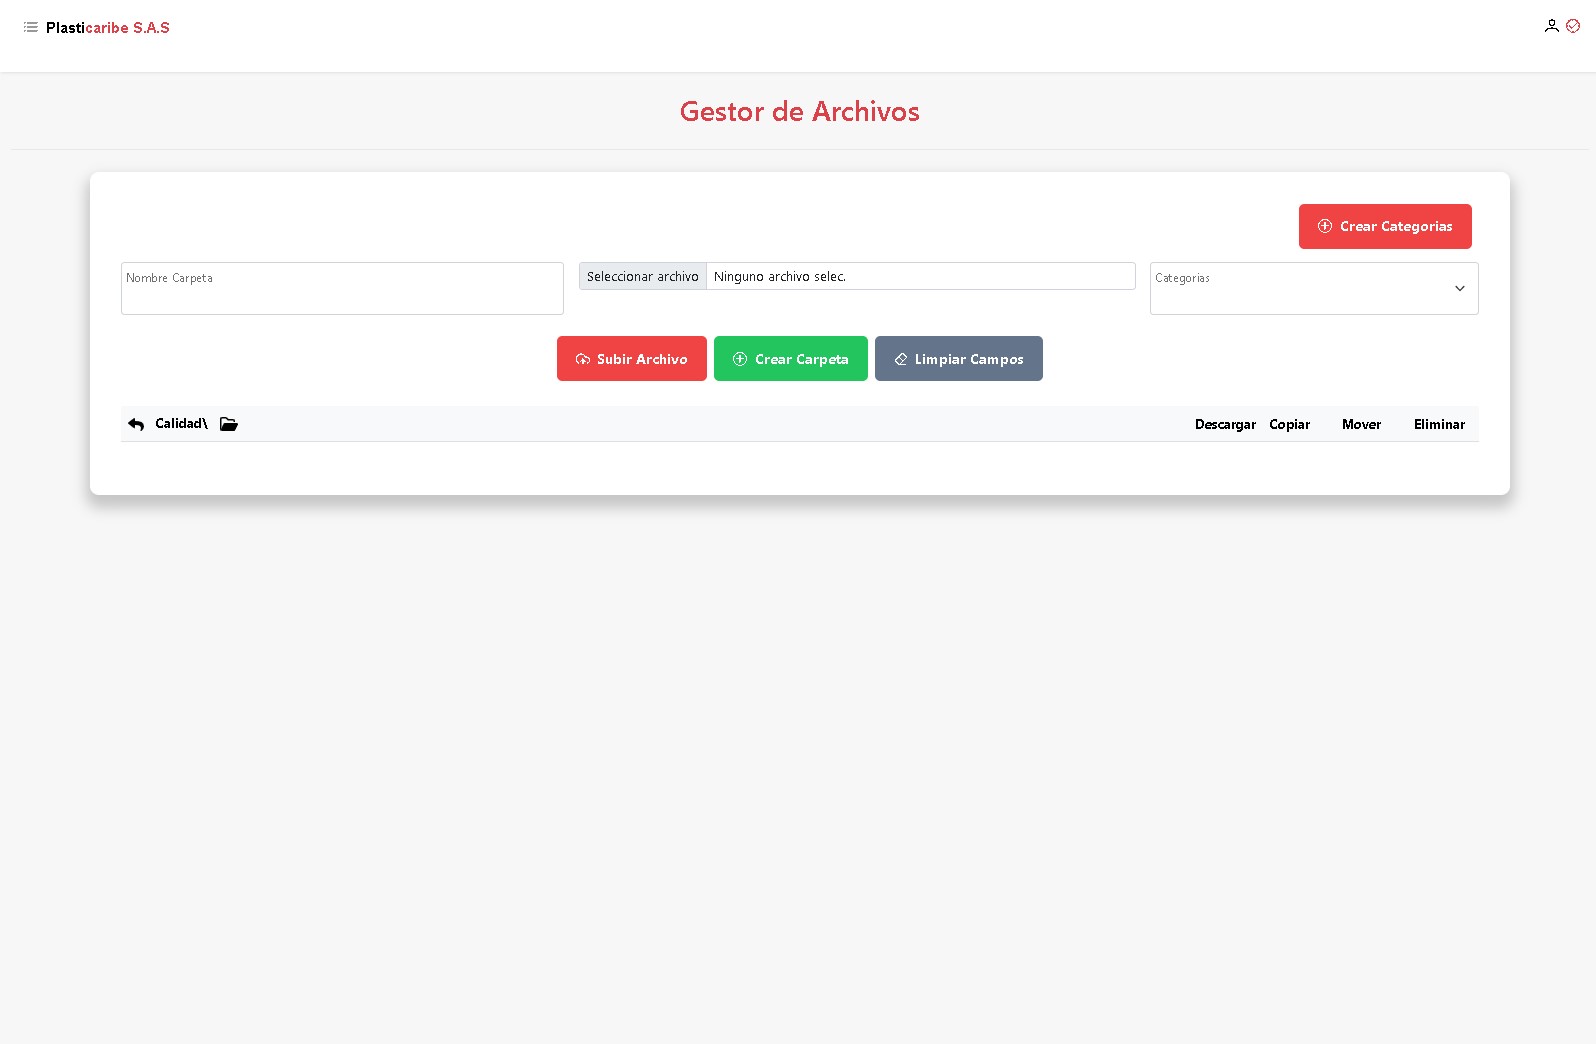 Plasticaribe S.A.S
Gestor de Archivos
Crear Categorias
Nombre Carpeta
Seleccionar archivo Ninguno archivo selec.
Categorias
Subir Archivo Crear Carpeta Limpiar Campos
Calidad\ Descargar Copiar Mover Eliminar